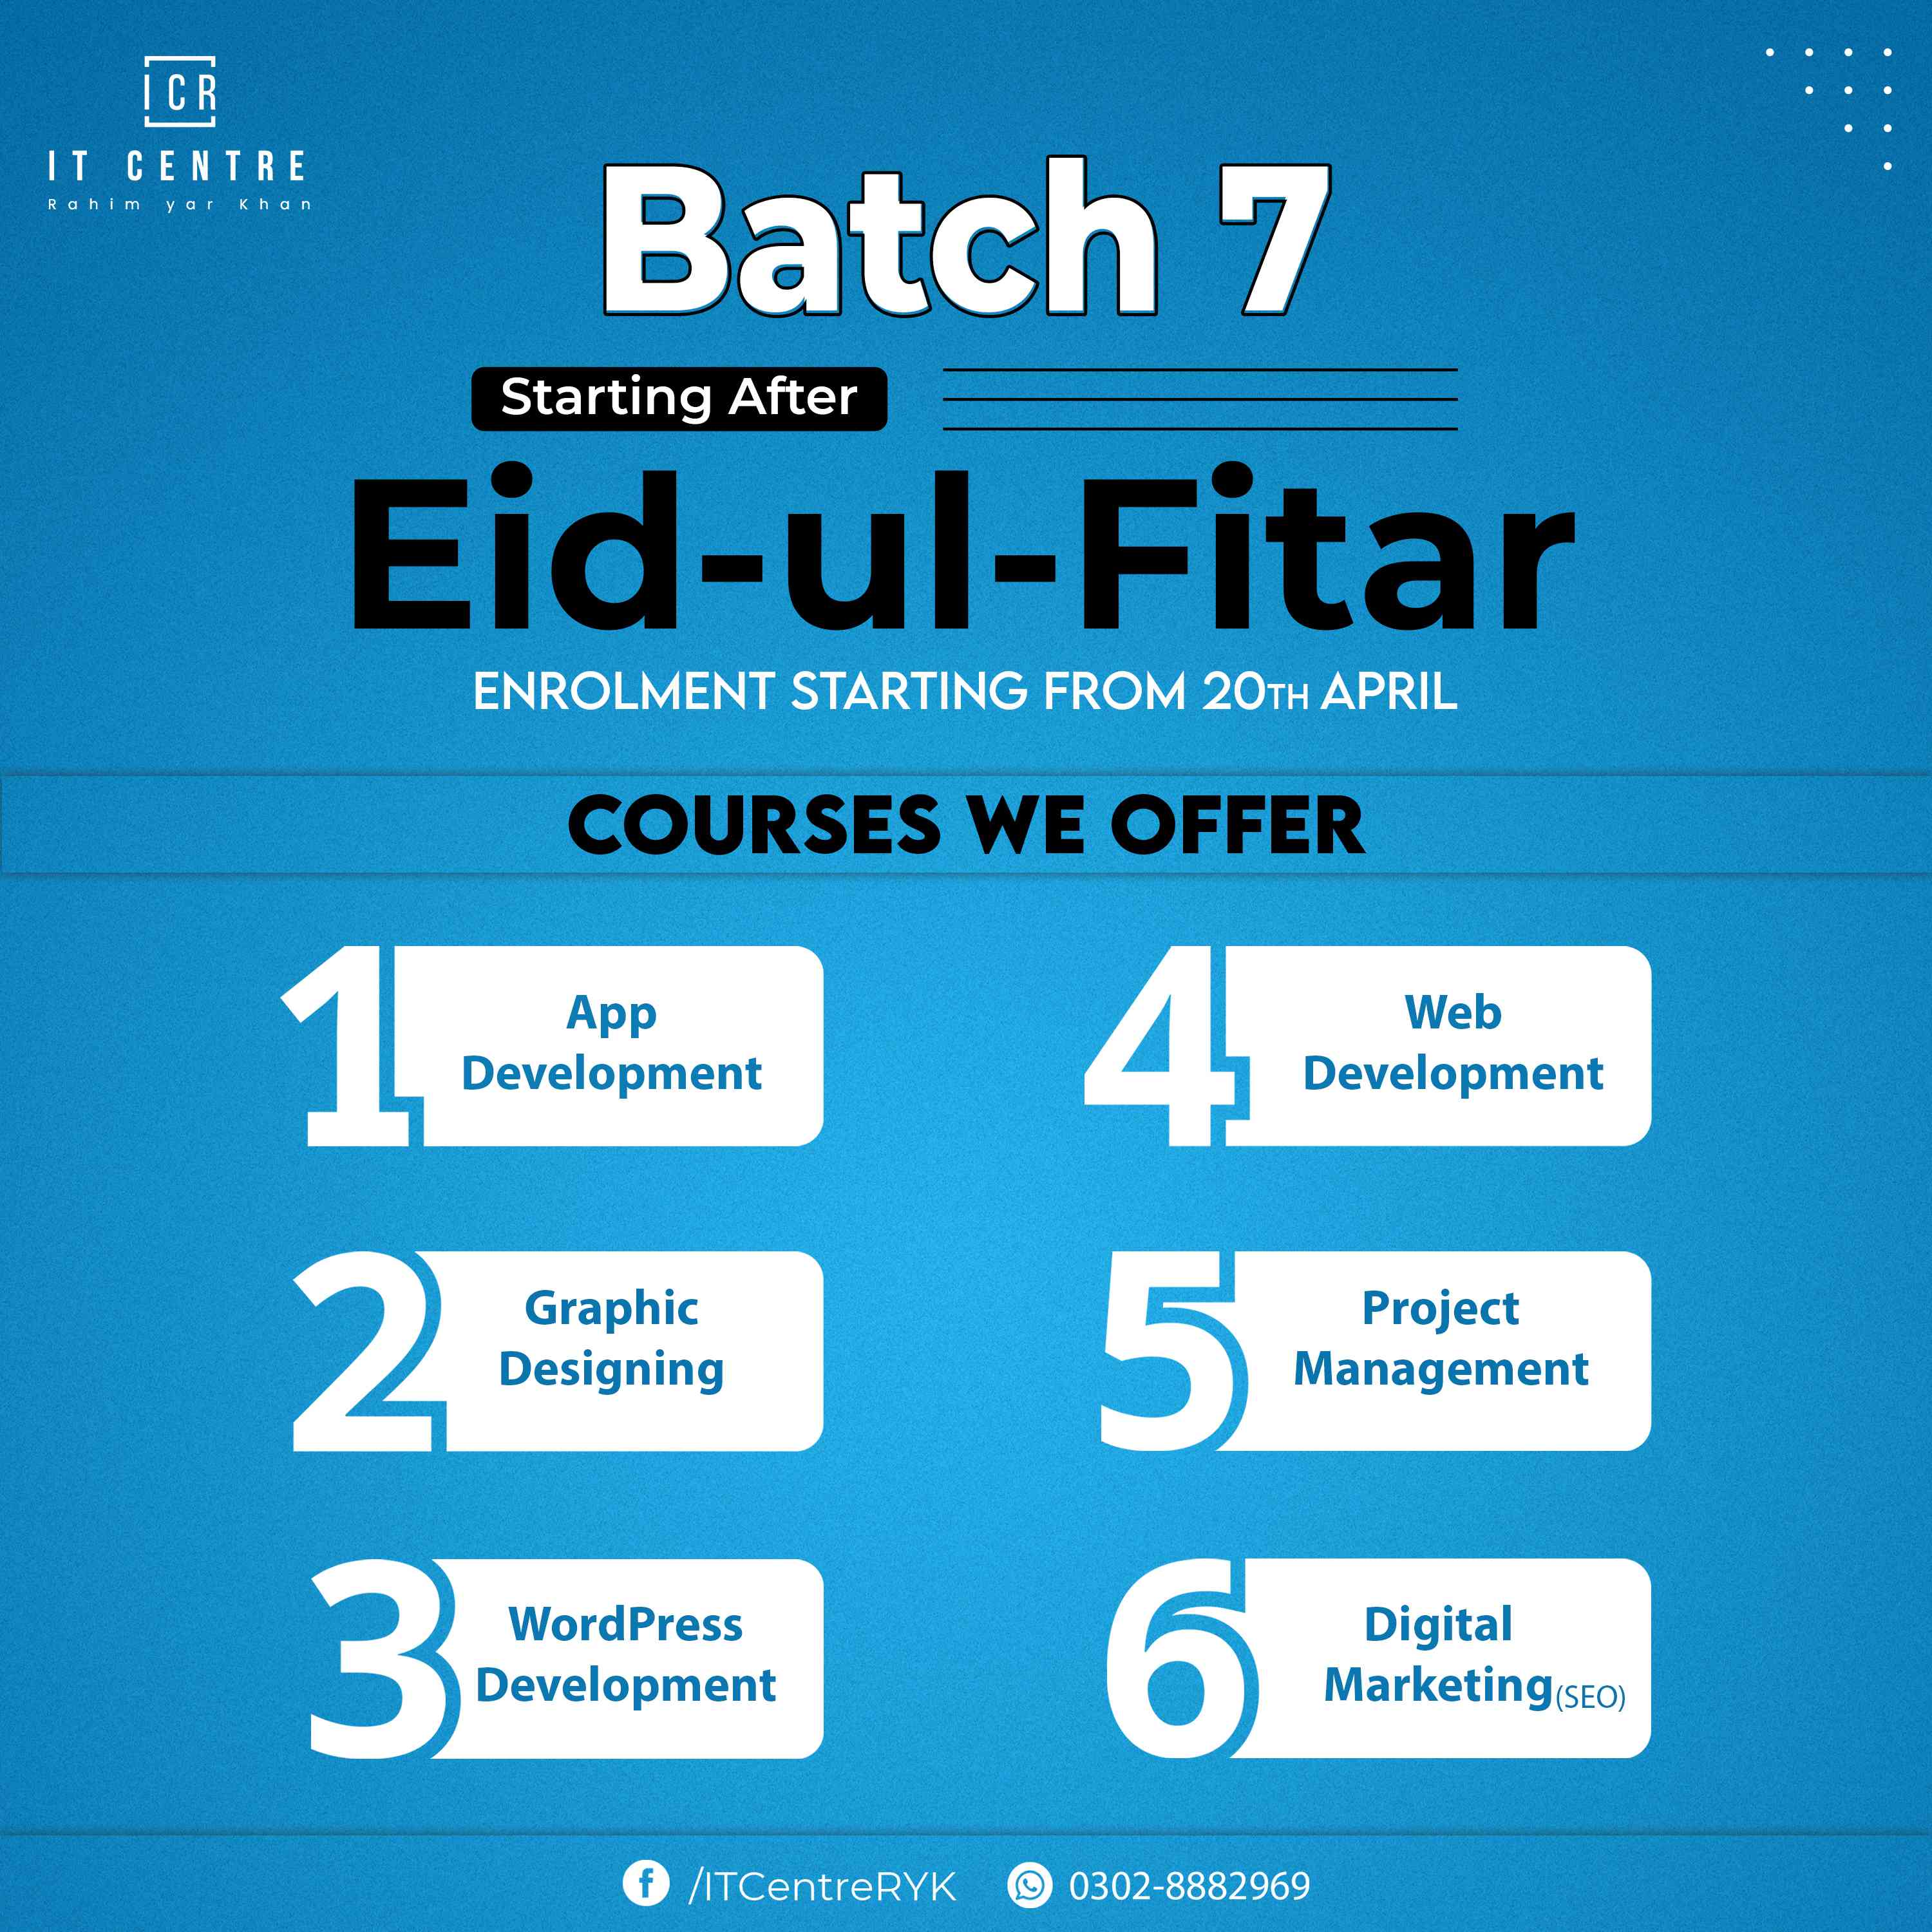 ICR
IT CENTRE
Rahim yar Khan
Batch 7
Starting After
Eid-ul-Fitar
ENROLMENT STARTING FROM 20TH APRIL
COURSES WE OFFER
1
App
Development
2
Graphic
Designing
3
WordPress
Development
4
Web
Development
5
Project
Management
6
Digital
Marketing(SEO)
/ITCentreRYK
0302-8882969